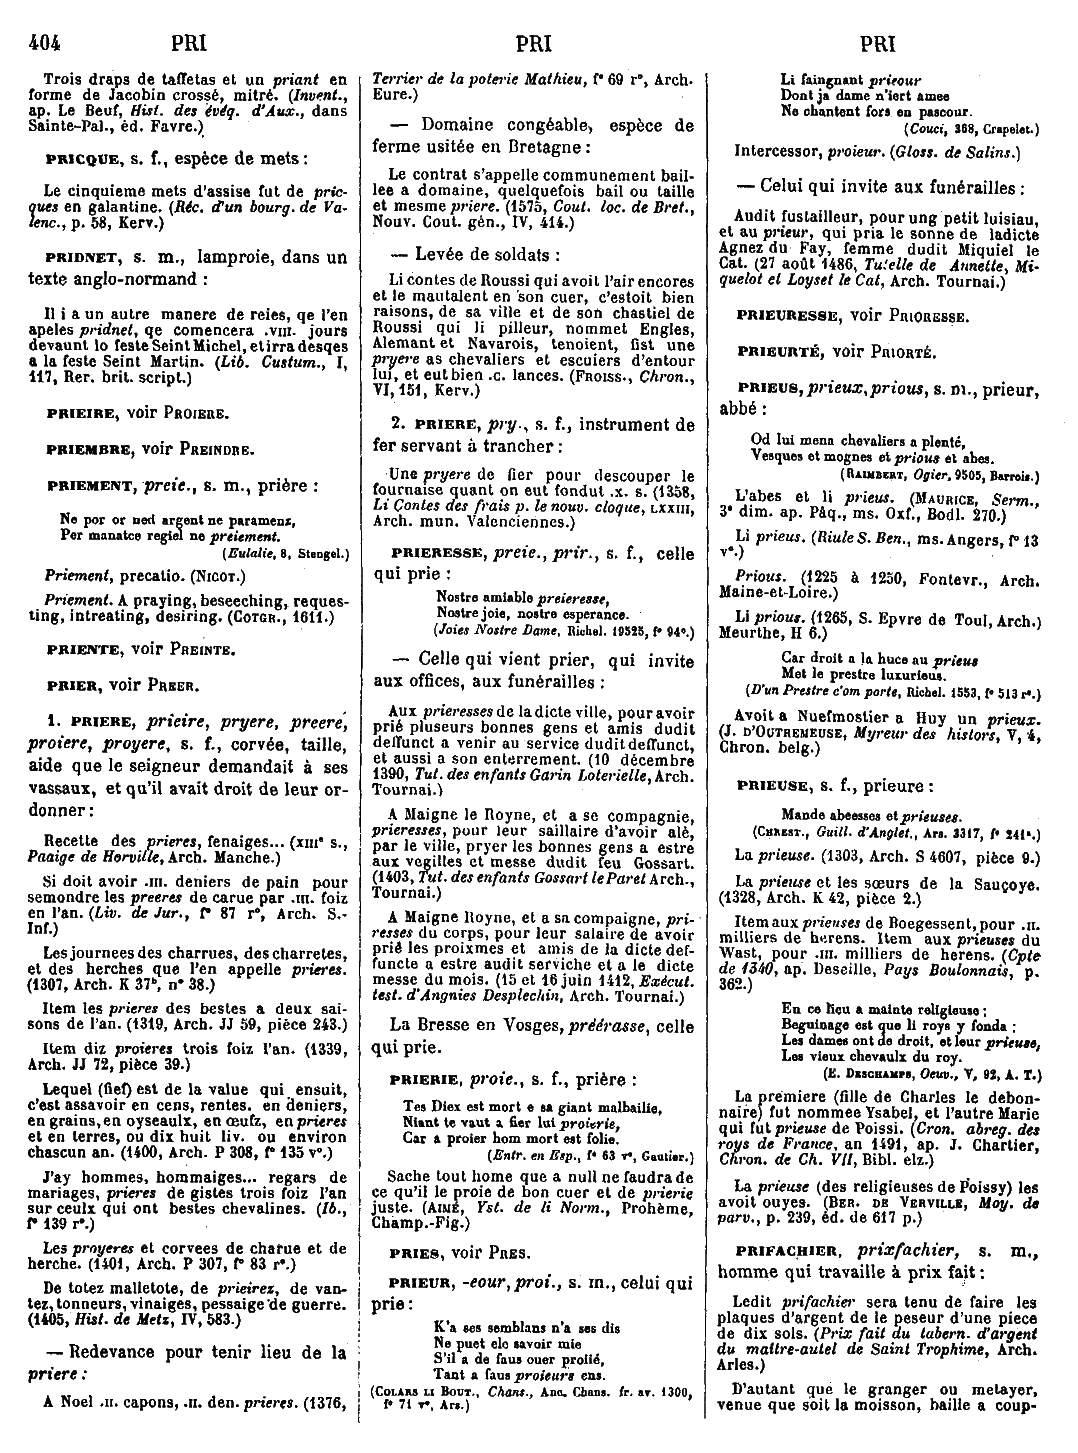 404 PRI PRI PRI
Trois draps de taffetas et un priant en
forme de Jacobin crossé, mitré. (Invent.,
ap. Le Beuf, Hist. des évéq. d'Aux., dans
Sainte-Pal., éd. Favre.)
PRICQUE, s. f., espèce de mets :
Le cinquieme mets d'assise fut de pric-
ques en galantine. (Réc. d'un bourg. de Va-
lenc., p. 58, Kerv.)
PRIDNET, s. m., lamproie, dans un
texte anglo-normand :
Il i a un autre manere de reies, qe l'en
apeles pridnet, qe comencera .VIII. jours
devaunt lo feste Seint Michel, et irra desqes
a la feste Seint Martin. (Lib. Custum., I,
117, Rer. brit. script.)
PRIEIRE, voir PROIERE.
PRIEMBRE, voir PREINDRE.
PRIEMENT, preie., s. m., prière :
Ne por or ned argent ne paramenz,
Per manatce regiel ne preiement.
(Eulalie, 8, Stengel.)
Priement, precatio. (NICOT.)
Priement. A praying, beseeching, reques-
ting, intreating, desiring. (COTGR., 1611.)
PRIENTE, voir PREINTE.
PRIER, voir PREER.
1. PRIERE, prieire, pryere, preere,
proiere, proyere, s. f., corvée, taille,
aide que le seigneur demandait à ses
vassaux, et qu'il avait droit de leur or-
donner :
Recette des prieres, fenaiges... (XIIIe s.,
Paaige de Horville, Arch. Manche.)
Si doit avoir .III. deniers de pain pour
semondre les preeres de carue par .III. foiz
en l'an. (Liv. de Jur., f° 87 r°, Arch. S.-
Inf.)
Les journees des charrues, des charretes,
et des herches que l'en appelle prieres.
(1307, Arch. K 37b, n° 38.)
Item les prieres des bestes a deux sai-
sons de l'an. (1319, Arch. JJ 59, pièce 243.)
Item diz proieres trois foiz l'an. (1339,
Arch. JJ 72, pièce 39.)
Lequel (fief) est de la value qui ensuit,
c'est assavoir en cens, rentes, en deniers,
en grains, en oyseaulx, en œufz, en prieres
et en terres, ou dix huit liv. ou environ
chascun an. (1400, Arch. P 308, f° 135 v°.)
J'ay hommes, hommaiges... regars de
mariages, prieres de gistes trois foiz l'an
sur ceulx qui ont bestes chevalines. (Ib.,
f° 139 r°.)
Les proyeres et corvees de charue et de
herche. (1401, Arch. P 307, f° 83 r°.)
De totez malletote, de prieirez, de van-
tez, tonneurs, vinaiges, pessaige de guerre.
(1405, Hist. de Metz, IV, 583.)
— Redevance pour tenir lieu de la
priere :
A Noel .II. capons, .II. den. prieres. (1376,
Terrier de la poterie Mathieu, f° 69 r°, Arch.
Eure.)
— Domaine congéable, espèce de
ferme usitée en Bretagne :
Le contrat s'appelle communement bail-
lee a domaine, quelquefois bail ou taille
et mesme priere. (1575, Cout. loc. de Bret.,
Nouv. Cout. gén., IV, 414.)
— Levée de soldats :
Li contes de Roussi qui avoit l'air encores
et le mautalent en son cuer, c'estoit bien
raisons, de sa ville et de son chastiel de
Roussi qui li pilleur, nommet Engles,
Alemant et Navarois, tenoient, fist une
pryere as chevaliers et escuiers d'entour
lui, et eut bien .C. lances. (FROISS., Chron.,
VI, 151, Kerv.)
2. PRIERE, pry., s. f., instrument de
fer servant à trancher :
Une pryere de fier pour descouper le
fournaise quant on eut fondut .X. s. (1358,
Li Contes des frais p. le nouv. cloque, LXXIII,
Arch. mun. Valenciennes.)
PRIERESSE, preie., prir., s. f., celle
qui prie :
Nostre amiable preieresse,
Nostre joie, nostre esperance.
(Joies Nostre Dame, Richel. 19525, f° 94c.)
— Celle qui vient prier, qui invite
aux offices, aux funérailles :
Aux prieresses de la dicte ville, pour avoir
prié pluseurs bonnes gens et amis dudit
deffunct a venir au service dudit deffunct,
et aussi a son enterrement. (10 décembre
1390, Tut. des enfants Garin Loterielle, Arch.
Tournai.)
A Maigne le Royne, et a se compagnie,
prieresses, pour leur saillaire d'avoir alé,
par le ville, pryer les bonnes gens a estre
aux vegilles et messe dudit feu Gossart.
(1403, Tut. des enfants Gossart le Paret Arch.,
Tournai.)
A Maigne Royne, et a sa compaigne, pri-
resses du corps, pour leur salaire de avoir
prié les proixmes et amis de la dicte def-
functe a estre audit serviche et a le dicte
messe du mois. (15 et 16 juin 1412, Exécut.
test. d'Angnies Desplechin, Arch. Tournai.)
La Bresse en Vosges, préérasse, celle
qui prie.
PRIERIE, proie., s. f., prière :
Tes Diex est mort e sa giant malbailie,
Niant te vaut a fier lui proierie,
Car a proier hom mort est folie.
(Entr. en Esp., f° 63 r°, Gautier.)
Sache tout home que a null ne faudra de
ce qu'il le proie de bon cuer et de prierie
juste. (AIMÉ, Yst. de li Norm., Prohème,
Champ.-Fig.)
PRIES, voir PRES.
PRIEUR, -eour, proi., s. m., celui qui
prie :
K'a ses semblans n'a ses dis
Ne puet ele savoir mie
S'il a de faus ouer proïé,
Tant a faus proieurs ens.
(COLARS LI BOUT., Chans., Anc. Chans. fr. av. 1300,
f° 71 v°, Ars.)
Li faingnant prieour
Dont ja dame n'iert amee
Ne chantent fors en pascour.
(Couci, 368, Crapelet.)
Intercessor, proieur. (Gloss. de Salins.)
— Celui qui invite aux funérailles :
Audit fustailleur, pour ung petit luisiau,
et au prieur, qui pria le sonne de ladicte
Agnez du Fay, femme dudit Miquiel le
Cat. (27 août 1486, Tutelle de Annette, Mi-
quelot et Loyset le Cat, Arch. Tournai.)
PRIEURESSE, voir PRIORESSE.
PRIEURTÉ, voir PRIORTÉ.
PRIEUS, prieux, prious, s. m., prieur,
abbé :
Od lui mena chevaliers a plenté,
Vesques et mognes et prious et abes.
(RAIMBERT, Ogier, 9505, Barrois.)
L'abes et li prieus. (MAURICE, Serm.,
3e dim. ap. Pâq., ms. Oxf., Bodl. 270.)
Li prieus. (Riule S. Ben., ms. Angers, f° 13
v°.)
Prious. (1225 à 1250, Fontevr., Arch.
Maine-et-Loire.)
Li prious. (1265, S. Epvre de Toul, Arch.)
Meurthe, H 6.)
Car droit a la huce au prieus
Met le prestre luxurieus.
(D'un Prestre c'om porte, Richel. 1553, f° 513 r°.)
Avoit a Nuefmostier a Huy un prieux.
(J. D'OUTREMEUSE, Myreur des histors, V, 4,
Chron. belg.)
PRIEUSE, s. f., prieure :
Mande abeesses et prieuses.
(CHREST., Guill. d'Anglet., Ars. 3317, f° 241a.)
La prieuse. (1303, Arch. S 4607, pièce 9.)
La prieuse et les sœurs de la Sauçoye.
(1328, Arch. K 42, pièce 2.)
Item aux prieuses de Boegessent, pour .II.
milliers de herens. Item aux prieuses du
Wast, pour .III. milliers de herens. (Cpte
de 1340, ap. Deseille, Pays Boulonnais, p.
362.)
En ce lieu a mainte religieuse ;
Beguinage est que li roys y fonda ;
Les dames ont de droit, et leur prieuse,
Les vieux chevaulx du roy.
(E. DESCHAMPS, Oeuv., V, 92, A. T.)
La premiere (fille de Charles le debon-
naire) fut nommee Ysabel, et l'autre Marie
qui fut prieuse de Poissi. (Cron. abreg. des
roys de France, an 1491, ap. J. Chartier,
Chron. de Ch. VII, Bibl. elz.)
La prieuse (des religieuses de Poissy) les
avoit ouyes. (BER. DE VERVILLE, Moy. de
parv., p. 239, éd. de 617 p.)
PRIFACHIER, prixfachier, s. m.,
homme qui travaille à prix fait :
Ledit prifachier sera tenu de faire les
plaques d'argent de le peseur d'une piece
de dix sols. (Prix fait du tabern. d'argent
du maître-autel de Saint Trophime, Arch.
Arles.)
D'autant que le granger ou metayer,
venue que soit la moisson, baille a coup-